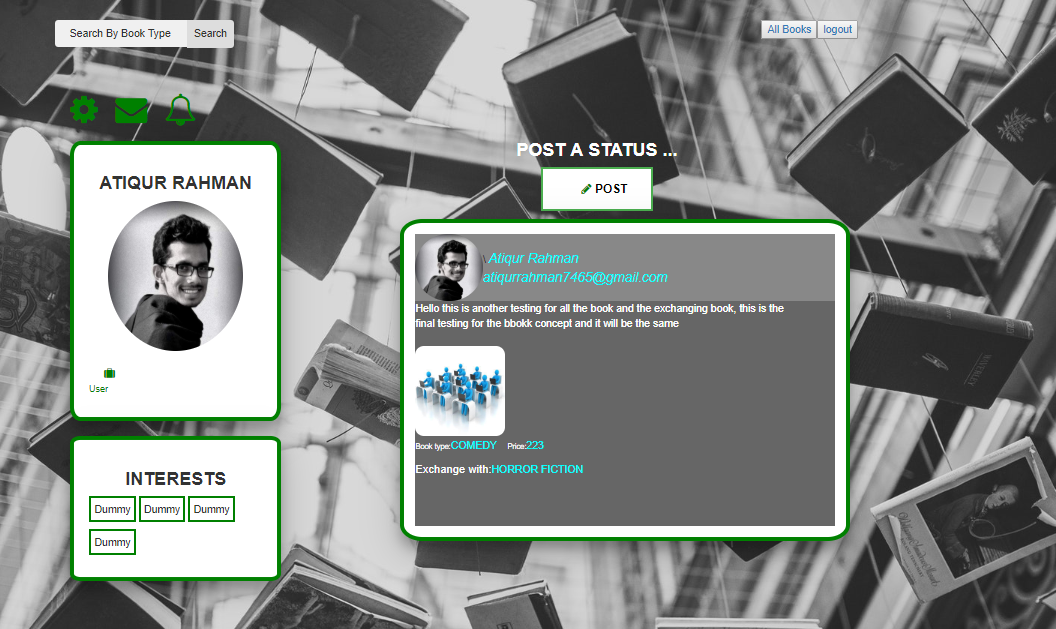 Search By Book Type Search
All Books logout
ATIQUR RAHMAN
User
INTERESTS
Dummy Dummy Dummy
Dummy
POST A STATUS ...
POST
Atiqur Rahman
atiqurrahman7465@gmail.com
Hello this is another testing for all the book and the exchanging book, this is the
final testing for the bbokk concept and it will be the same
Book type:COMEDY Price:223
Exchange with:HORROR FICTION